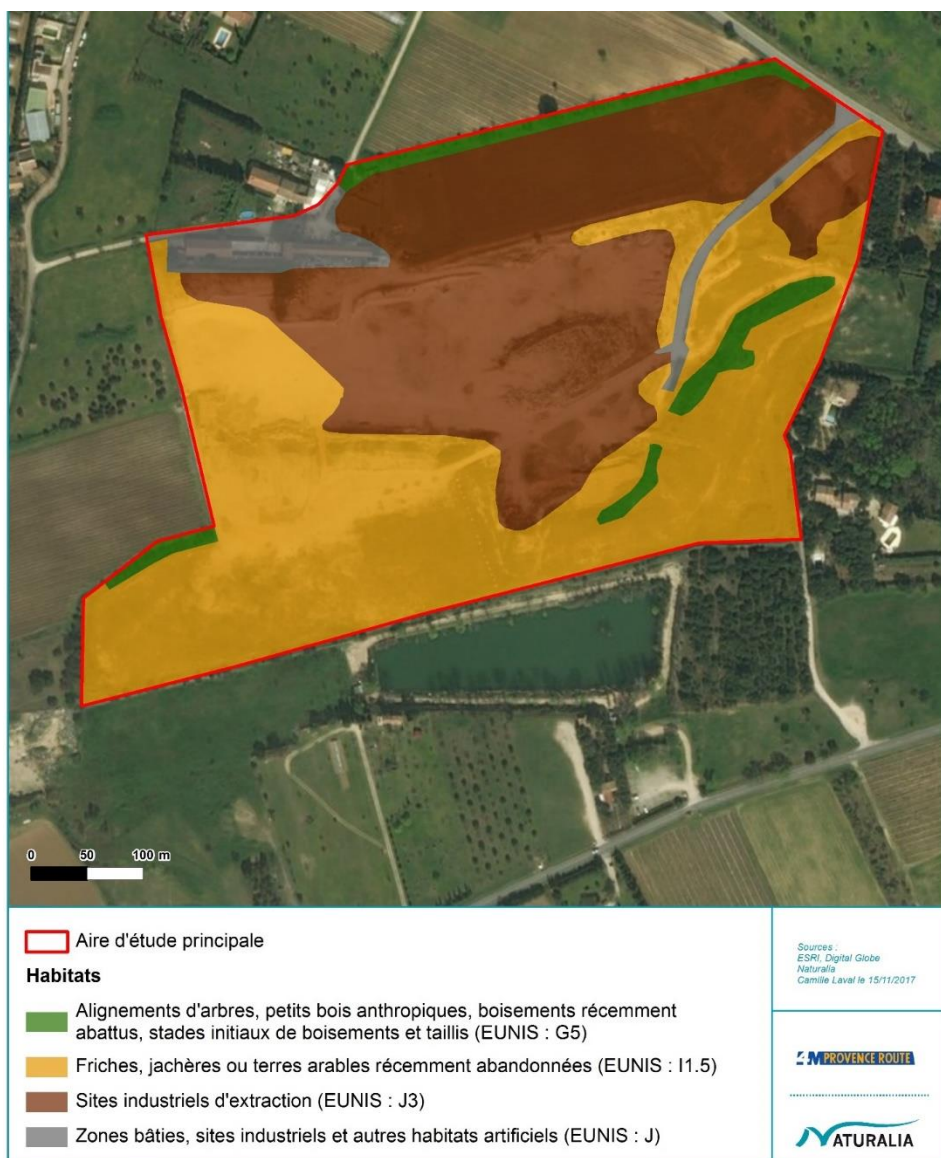 0 50 100 m
Aire d'étude principale
Habitats
Alignements d'arbres, petits bois anthropiques, boisements récemment
abattus, stades initiaux de boisements et taillis (EUNIS : G5)
Friches, jachères ou terres arables récemment abandonnées (EUNIS : I1.5)
Sites industriels d'extraction (EUNIS : J3)
Zones bâties, sites industriels et autres habitats artificiels (EUNIS : J)
Sources :
ESRI, Digital Globe
Naturalia
Camille Laval le 15/11/2017
4M PROVENCE ROUTE
NATURALIA